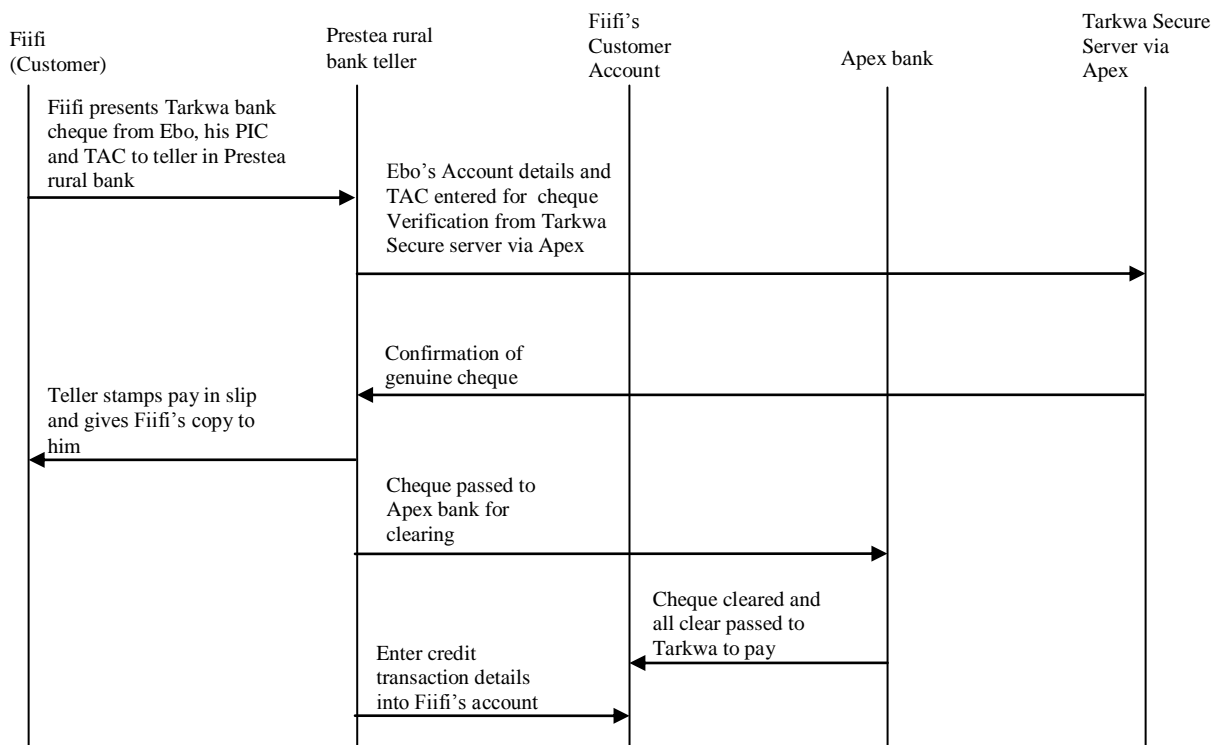 Fiifi
(Customer)
Prestea rural
bank teller
Fiifi’s
Customer
Account
Apex bank
Tarkwa Secure
Server via
Apex
Fiifi presents Tarkwa bank
cheque from Ebo, his PIC
and TAC to teller in Prestea
rural bank
Ebo’s Account details and
TAC entered for cheque
Verification from Tarkwa
Secure server via Apex
Confirmation of
genuine cheque
Teller stamps pay in slip
and gives Fiifi’s copy to
him
Cheque passed to
Apex bank for
clearing
Cheque cleared and
all clear passed to
Tarkwa to pay
Enter credit
transaction details
into Fiifi’s account